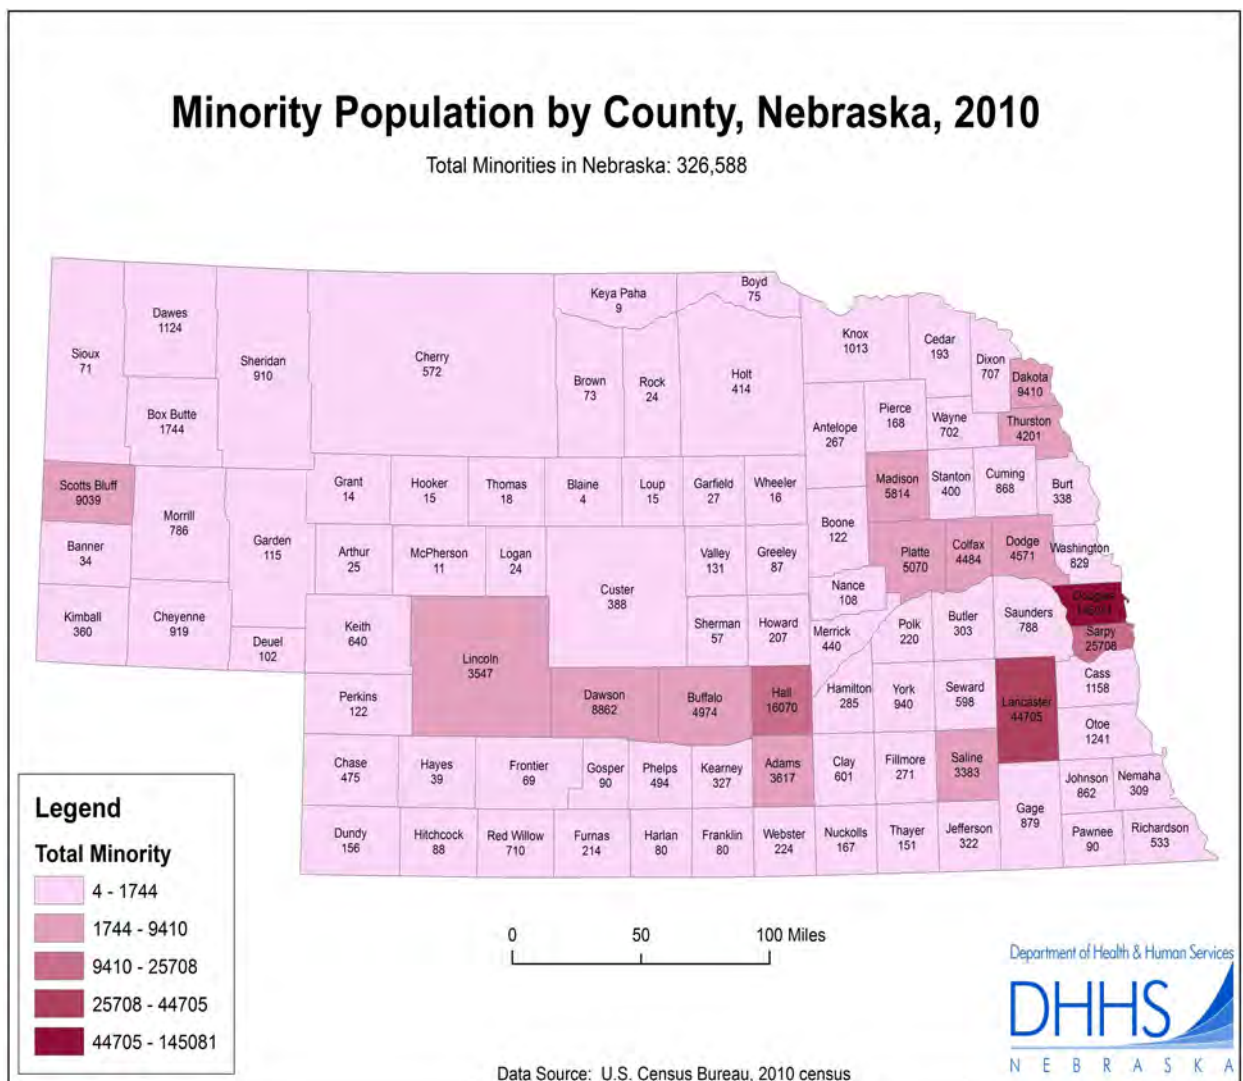 Minority Population by County, Nebraska, 2010
Total Minorities in Nebraska: 326,588
Sioux
71
Dawes
1124
Box Butte
1744
Sheridan
910
Cherry
572
Keya Paha
9
Boyd
75
Brown
73
Rock
24
Holt
414
Knox
1013
Cedar
193
Dixon
707
Dakota
9410
Antelope
267
Pierce
168
Wayne
702
Thurston
4201
Scotts Bluff
9039
Morrill
786
Garden
115
Grant
14
Hooker
15
Thomas
18
Blaine
4
Loup
15
Garfield
27
Wheeler
16
Boone
122
Madison
5814
Stanton
400
Cuming
868
Burt
338
Banner
34
Arthur
25
McPherson
11
Logan
24
Custer
388
Valley
131
Greeley
87
Nance
108
Platte
5070
Colfax
4484
Dodge
4571
Washington
829
Douglas
Kimball
360
Cheyenne
919
Deuel
102
Keith
640
Lincoln
3547
Sherman
57
Howard
207
Merrick
440
Polk
220
Butler
303
Saunders
788
Sarpy
25708
Perkins
122
Dawson
8862
Buffalo
4974
Hall
16070
Hamilton
285
York
940
Seward
598
Lancaster
44705
Cass
1158
Otoe
1241
Chase
475
Hayes
39
Frontier
69
Gosper
90
Phelps
494
Kearney
327
Adams
3617
Clay
601
Fillmore
271
Saline
3383
Gage
879
Johnson
862
Nemaha
309
Dundy
156
Hitchcock
88
Red Willow
710
Furnas
214
Harlan
80
Franklin
80
Webster
224
Nuckolls
167
Thayer
151
Jefferson
322
Pawnee
90
Richardson
533
Legend
Total Minority
4 - 1744
1744 - 9410
9410 - 25708
25708 - 44705
44705 - 145081
0 50 100 Miles
Department of Health & Human Services
DHHS
NEBRASKA
Data Source: U.S. Census Bureau, 2010 census